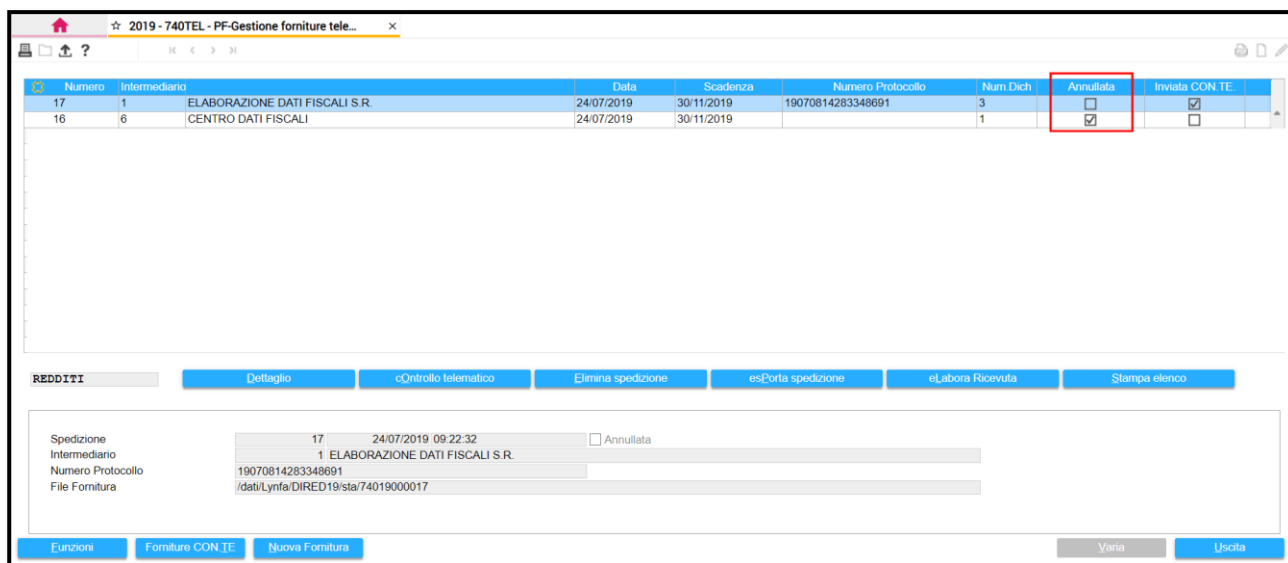 ☆ 2019 - 740TEL - PF-Gestione forniture tele... ×
?
Numero Intermediario Data Scadenza Numero Protocollo Num.Dich Annullata Inviata CON.TE.
17 1 ELABORAZIONE DATI FISCALI S.R. 24/07/2019 30/11/2019 19070814283348691 3
16 6 CENTRO DATI FISCALI 24/07/2019 30/11/2019 1
REDDITI Dettaglio cOntrollo telematico Elimina spedizione esPorta spedizione eLabora Ricevuta Stampa elenco
Spedizione 17 24/07/2019 09:22:32 Annullata
Intermediario 1 ELABORAZIONE DATI FISCALI S.R.
Numero Protocollo 19070814283348691
File Fornitura /dati/Lynfa/DIRED19/sta/74019000017
Funzioni Forniture CON.TE Nuova Fornitura Varia Uscita